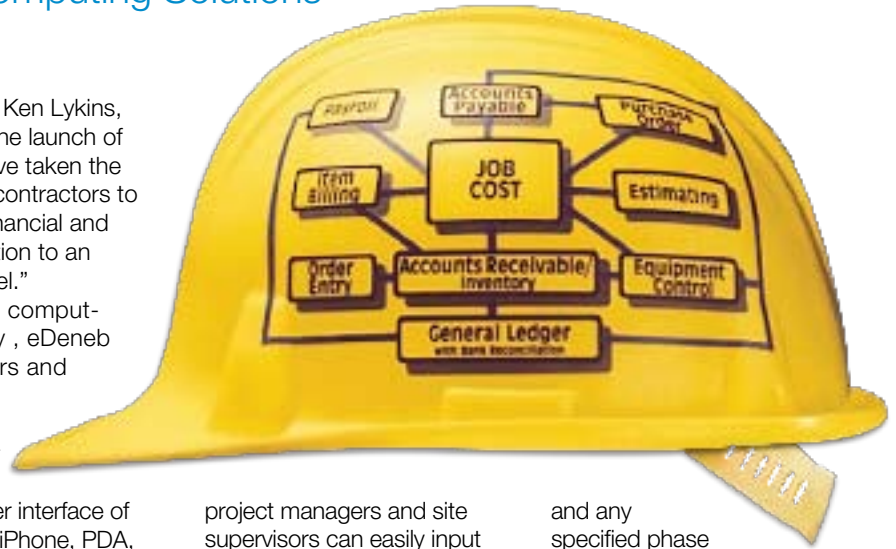 omputing Solutions
Ken Lykins,
he launch of
ve taken the
contractors to
nancial and
tion to an
el.”
comput-
y , eDeneb
rs and
er interface of
iPhone, PDA,
project managers and site
supervisors can easily input
and any
specified phase
Payroll
Accounts
Payable
Purchase
Order
Item
Billing
JOB
COST
Estimating
Order
Entry
Accounts Receivable/
Inventory
Equipment
Control
General Ledger
with Bank Reconciliation